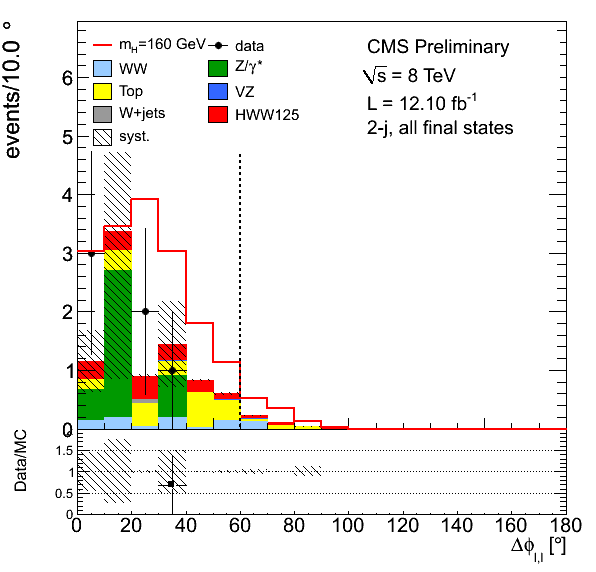 events/10.0 °
m_H=160 GeV
data
WW
Z/γ*
Top
VZ
W+jets
HWW125
syst.
CMS Preliminary
√s = 8 TeV
L = 12.10 fb⁻¹
2-j, all final states
6
5
4
3
2
1
0
Data/MC
2
1.5
1
0.5
0
0 20 40 60 80 100 120 140 160 180
Δϕ_l,l [°]